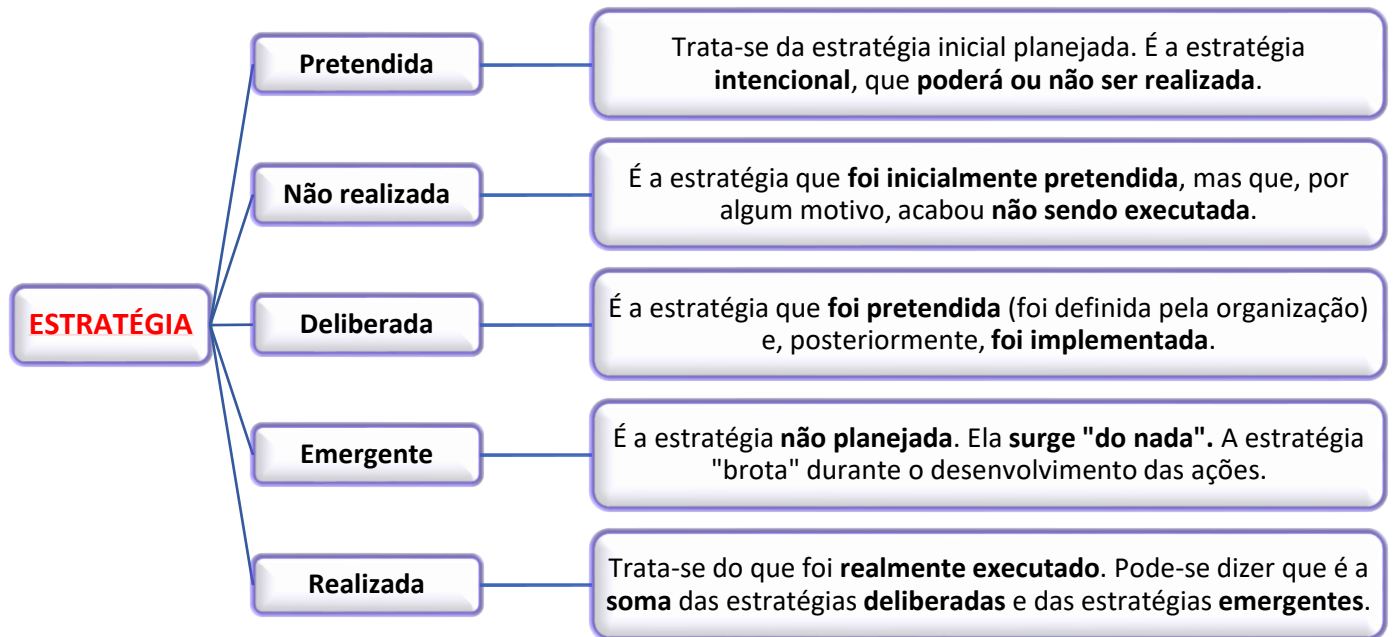 Pretendida
Trata-se da estratégia inicial planejada. É a estratégia
intencional, que poderá ou não ser realizada.
Não realizada
É a estratégia que foi inicialmente pretendida, mas que, por
algum motivo, acabou não sendo executada.
ESTRATÉGIA
Deliberada
É a estratégia que foi pretendida (foi definida pela organização)
e, posteriormente, foi implementada.
Emergente
É a estratégia não planejada. Ela surge "do nada". A estratégia
"brota" durante o desenvolvimento das ações.
Realizada
Trata-se do que foi realmente executado. Pode-se dizer que é a
soma das estratégias deliberadas e das estratégias emergentes.